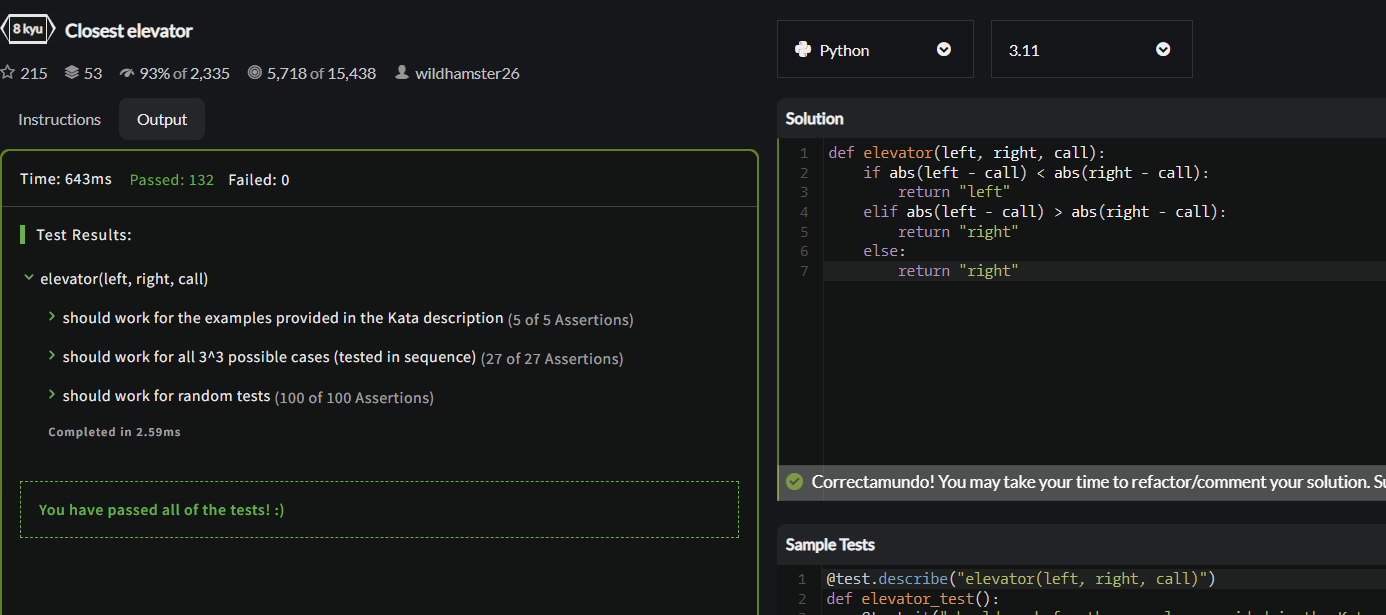 8 kyu Closest elevator
215 53 93% of 2,335 5,718 of 15,438 wildhamster26
Instructions Output
Time: 643ms Passed: 132 Failed: 0
Test Results:
elevator(left, right, call)
should work for the examples provided in the Kata description (5 of 5 Assertions)
should work for all 3^3 possible cases (tested in sequence) (27 of 27 Assertions)
should work for random tests (100 of 100 Assertions)
Completed in 2.59ms
You have passed all of the tests! :)
Python 3.11
Solution
1 def elevator(left, right, call):
2     if abs(left - call) < abs(right - call):
3         return "left"
4     elif abs(left - call) > abs(right - call):
5         return "right"
6     else:
7         return "right"
Correctamundo! You may take your time to refactor/comment your solution. Su
Sample Tests
1 @test.describe("elevator(left, right, call)")
2 def elevator_test():